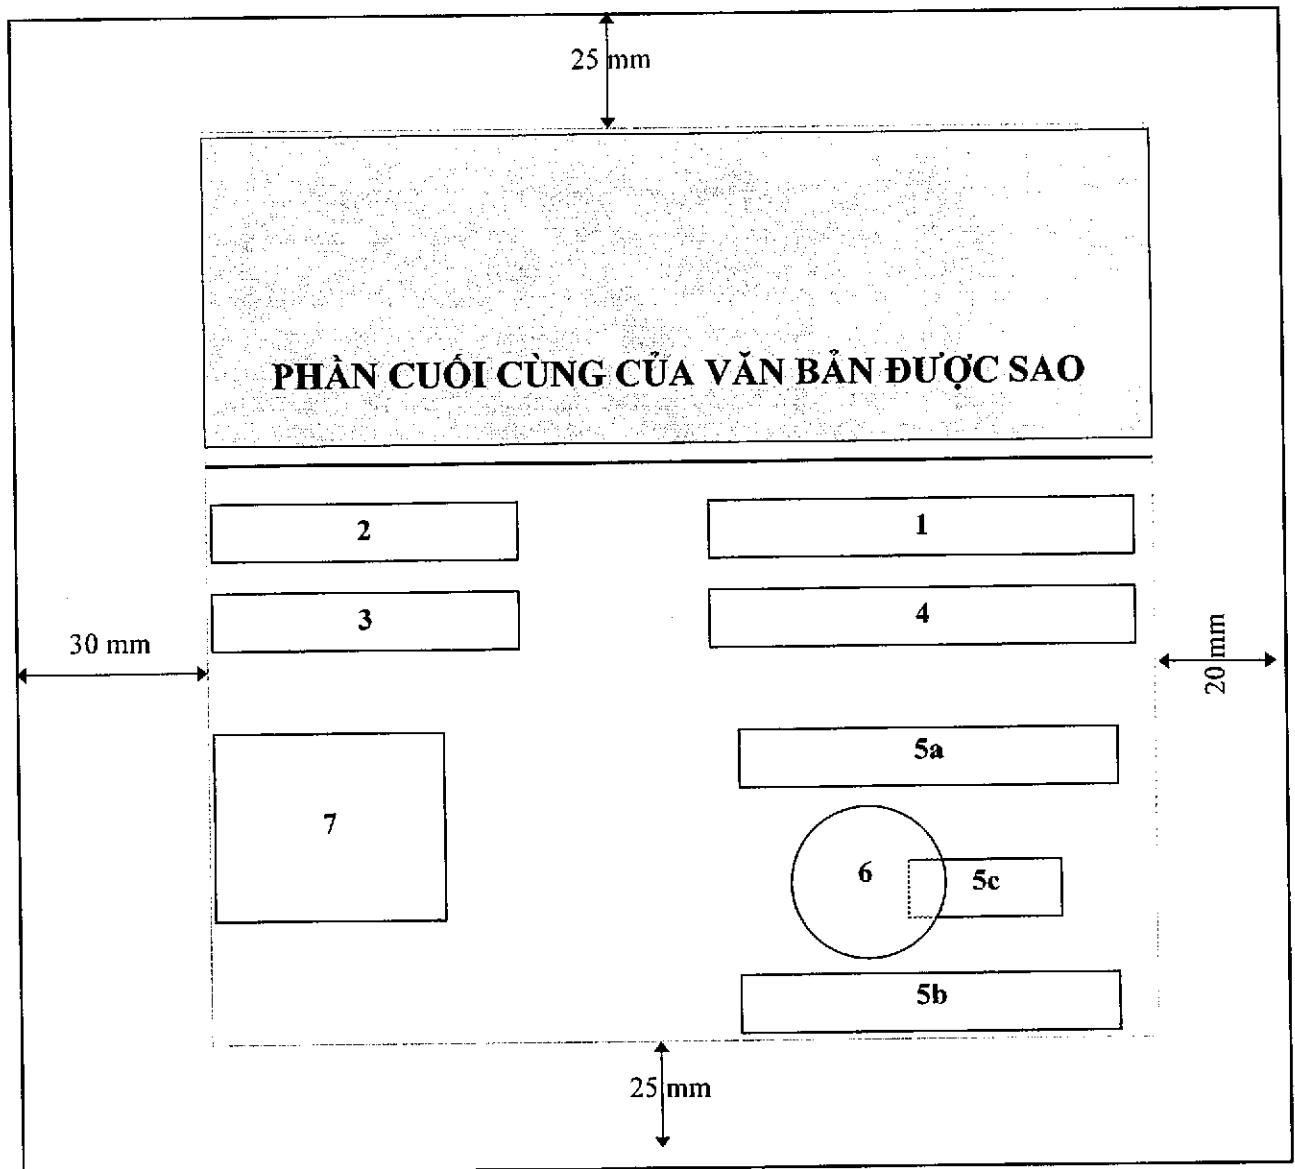 25 mm
PHẦN CUỐI CÙNG CỦA VĂN BẢN ĐƯỢC SAO
2 1
3 4
30 mm
20 mm
5a
7
6 5c
5b
25 mm